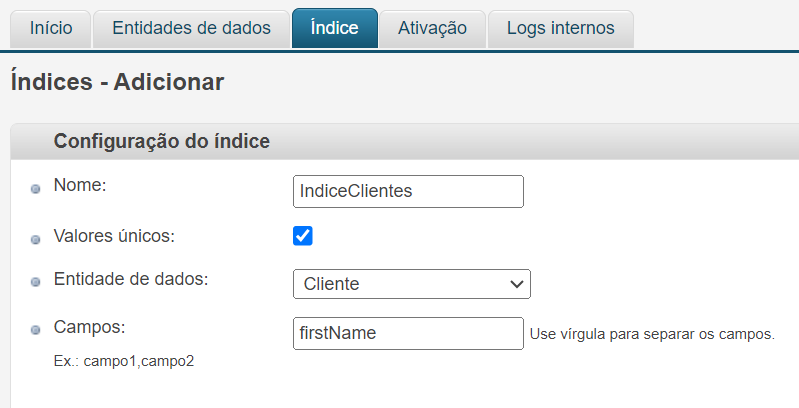 Início Entidades de dados Índice Ativação Logs internos
Índices - Adicionar
Configuração do índice
Nome: IndiceClientes
Valores únicos:
Entidade de dados: Cliente
Campos: firstName Use vírgula para separar os campos.
Ex.: campo1,campo2